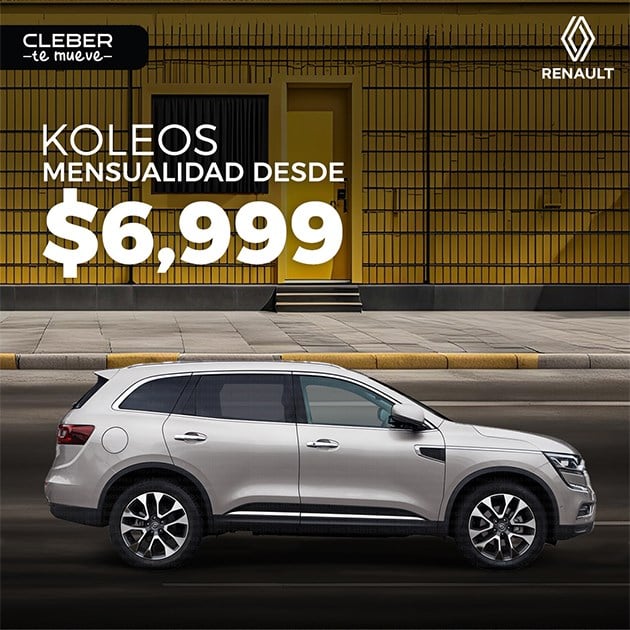 CLEBER
-te mueve-
RENAULT
KOLEOS
MENSUALIDAD DESDE
$6,999